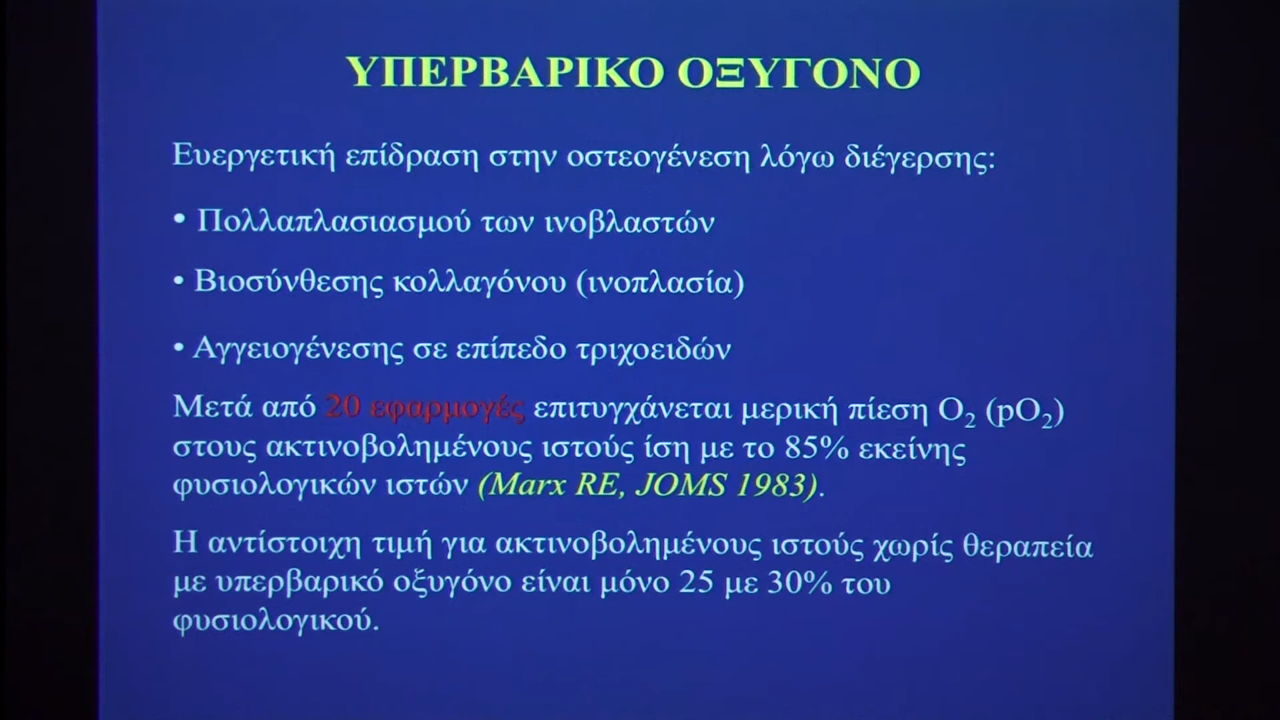 ΥΠΕΡΒΑΡΙΚΟ ΟΞΥΓΟΝΟ
Ευεργετική επίδραση στην οστεογένεση λόγω διέγερσης:
• Πολλαπλασιασμού των ινοβλαστών
• Βιοσύνθεσης κολλαγόνου (ινοπλασία)
• Αγγειογένεσης σε επίπεδο τριχοειδών
Μετά από 20 εφαρμογές επιτυγχάνεται μερική πίεση O₂ (pO₂)
στους ακτινοβολημένους ιστούς ίση με το 85% εκείνης
φυσιολογικών ιστών (Marx RE, JOMS 1983).
Η αντίστοιχη τιμή για ακτινοβολημένους ιστούς χωρίς θεραπεία
με υπερβαρικό οξυγόνο είναι μόνο 25 με 30% του
φυσιολογικού.